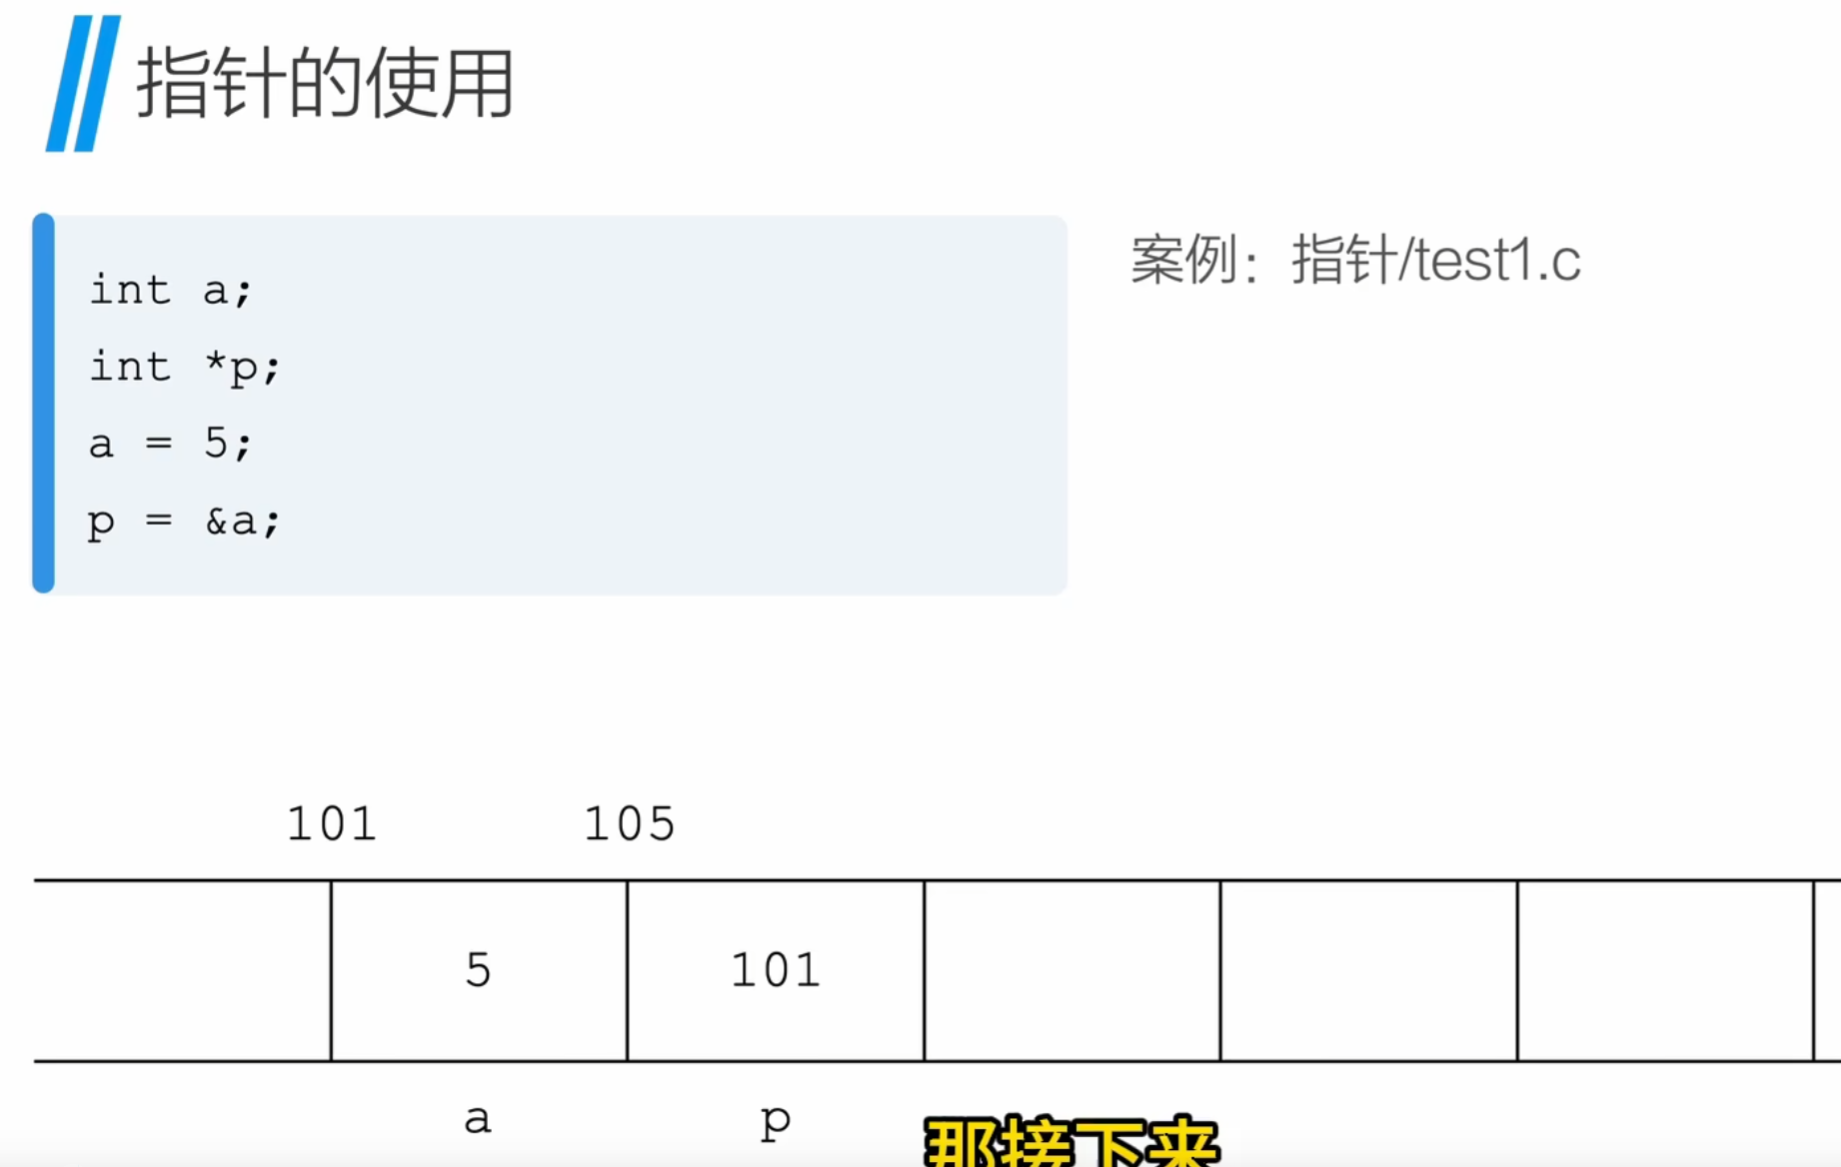 指针的使用
int a;
int *p;
a = 5;
p = &a;
案例：指针/test1.c
101 105
5 101
a p
那接下来